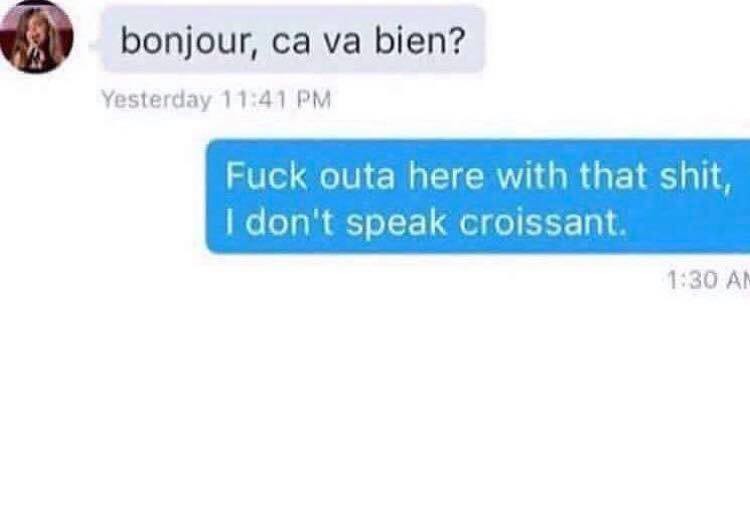 bonjour, ca va bien?
Yesterday 11:41 PM
Fuck outa here with that shit,
I don't speak croissant.
1:30 AM